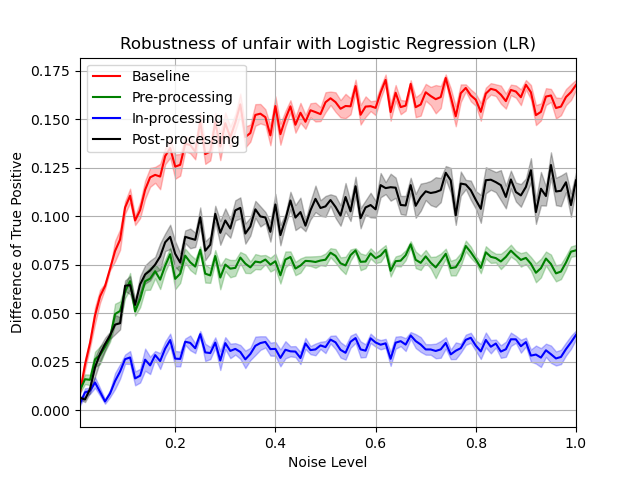 Robustness of unfair with Logistic Regression (LR)
Difference of True Positive
0.175
0.150
0.125
0.100
0.075
0.050
0.025
0.000
Baseline
Pre-processing
In-processing
Post-processing
0.2 0.4 0.6 0.8 1.0
Noise Level